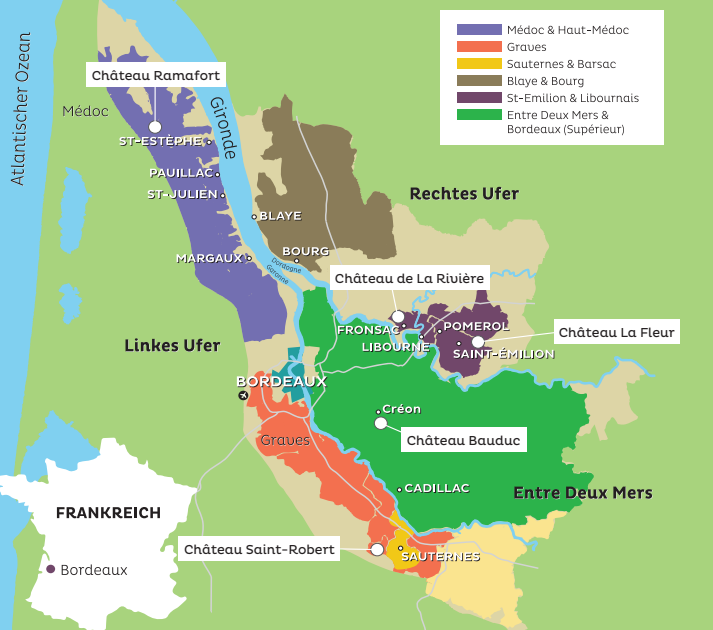 Atlantischer Ozean
Médoc & Haut-Médoc
Graves
Sauternes & Barsac
Blaye & Bourg
St-Emilion & Libournais
Entre Deux Mers &
Bordeaux (Supérieur)
Château Ramafort
Médoc
Gironde
ST-ESTÈPHE
PAUILLAC
ST-JULIEN
Rechtes Ufer
BLAYE
MARGAUX
BOURG
Dordogne
Garonne
Château de La Rivière
FRONSAC
POMEROL
Château La Fleur
LIBOURNE
SAINT-ÉMILION
Linkes Ufer
BORDEAUX
Créon
Graves
Château Bauduc
CADILLAC
Entre Deux Mers
FRANKREICH
Château Saint-Robert
SAUTERNES
Bordeaux